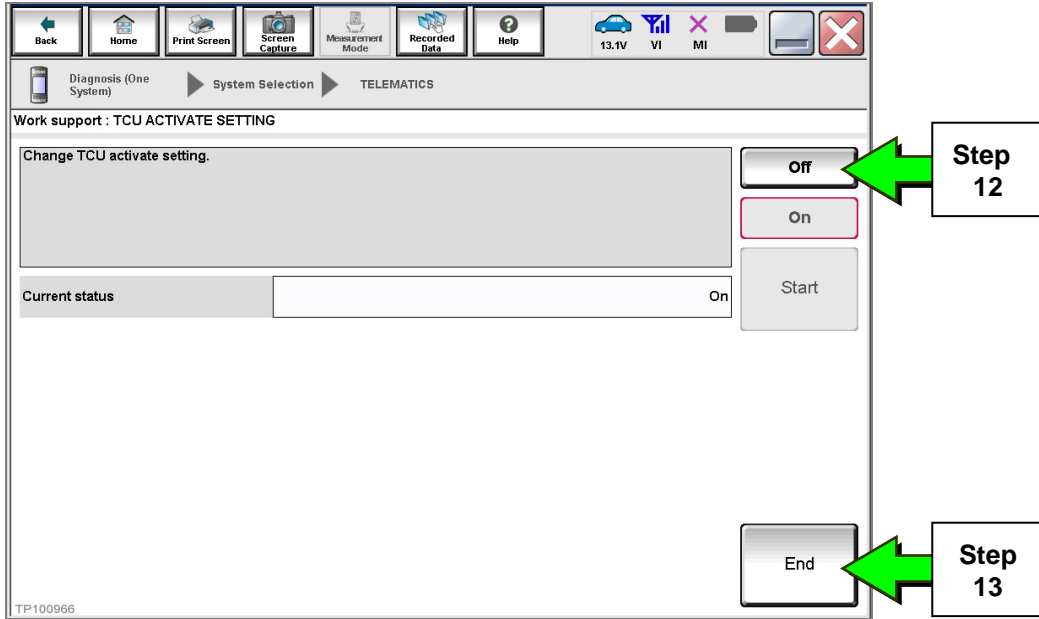 Back
Home
Print Screen
Screen
Capture
Measurement
Mode
Recorded
Data
Help
13.1V
VI
MI
Diagnosis (One
System)
System Selection
TELEMATICS
Work support : TCU ACTIVATE SETTING
Change TCU activate setting.
Off
Step
12
On
Current status
On
Start
End
Step
13
TP100966